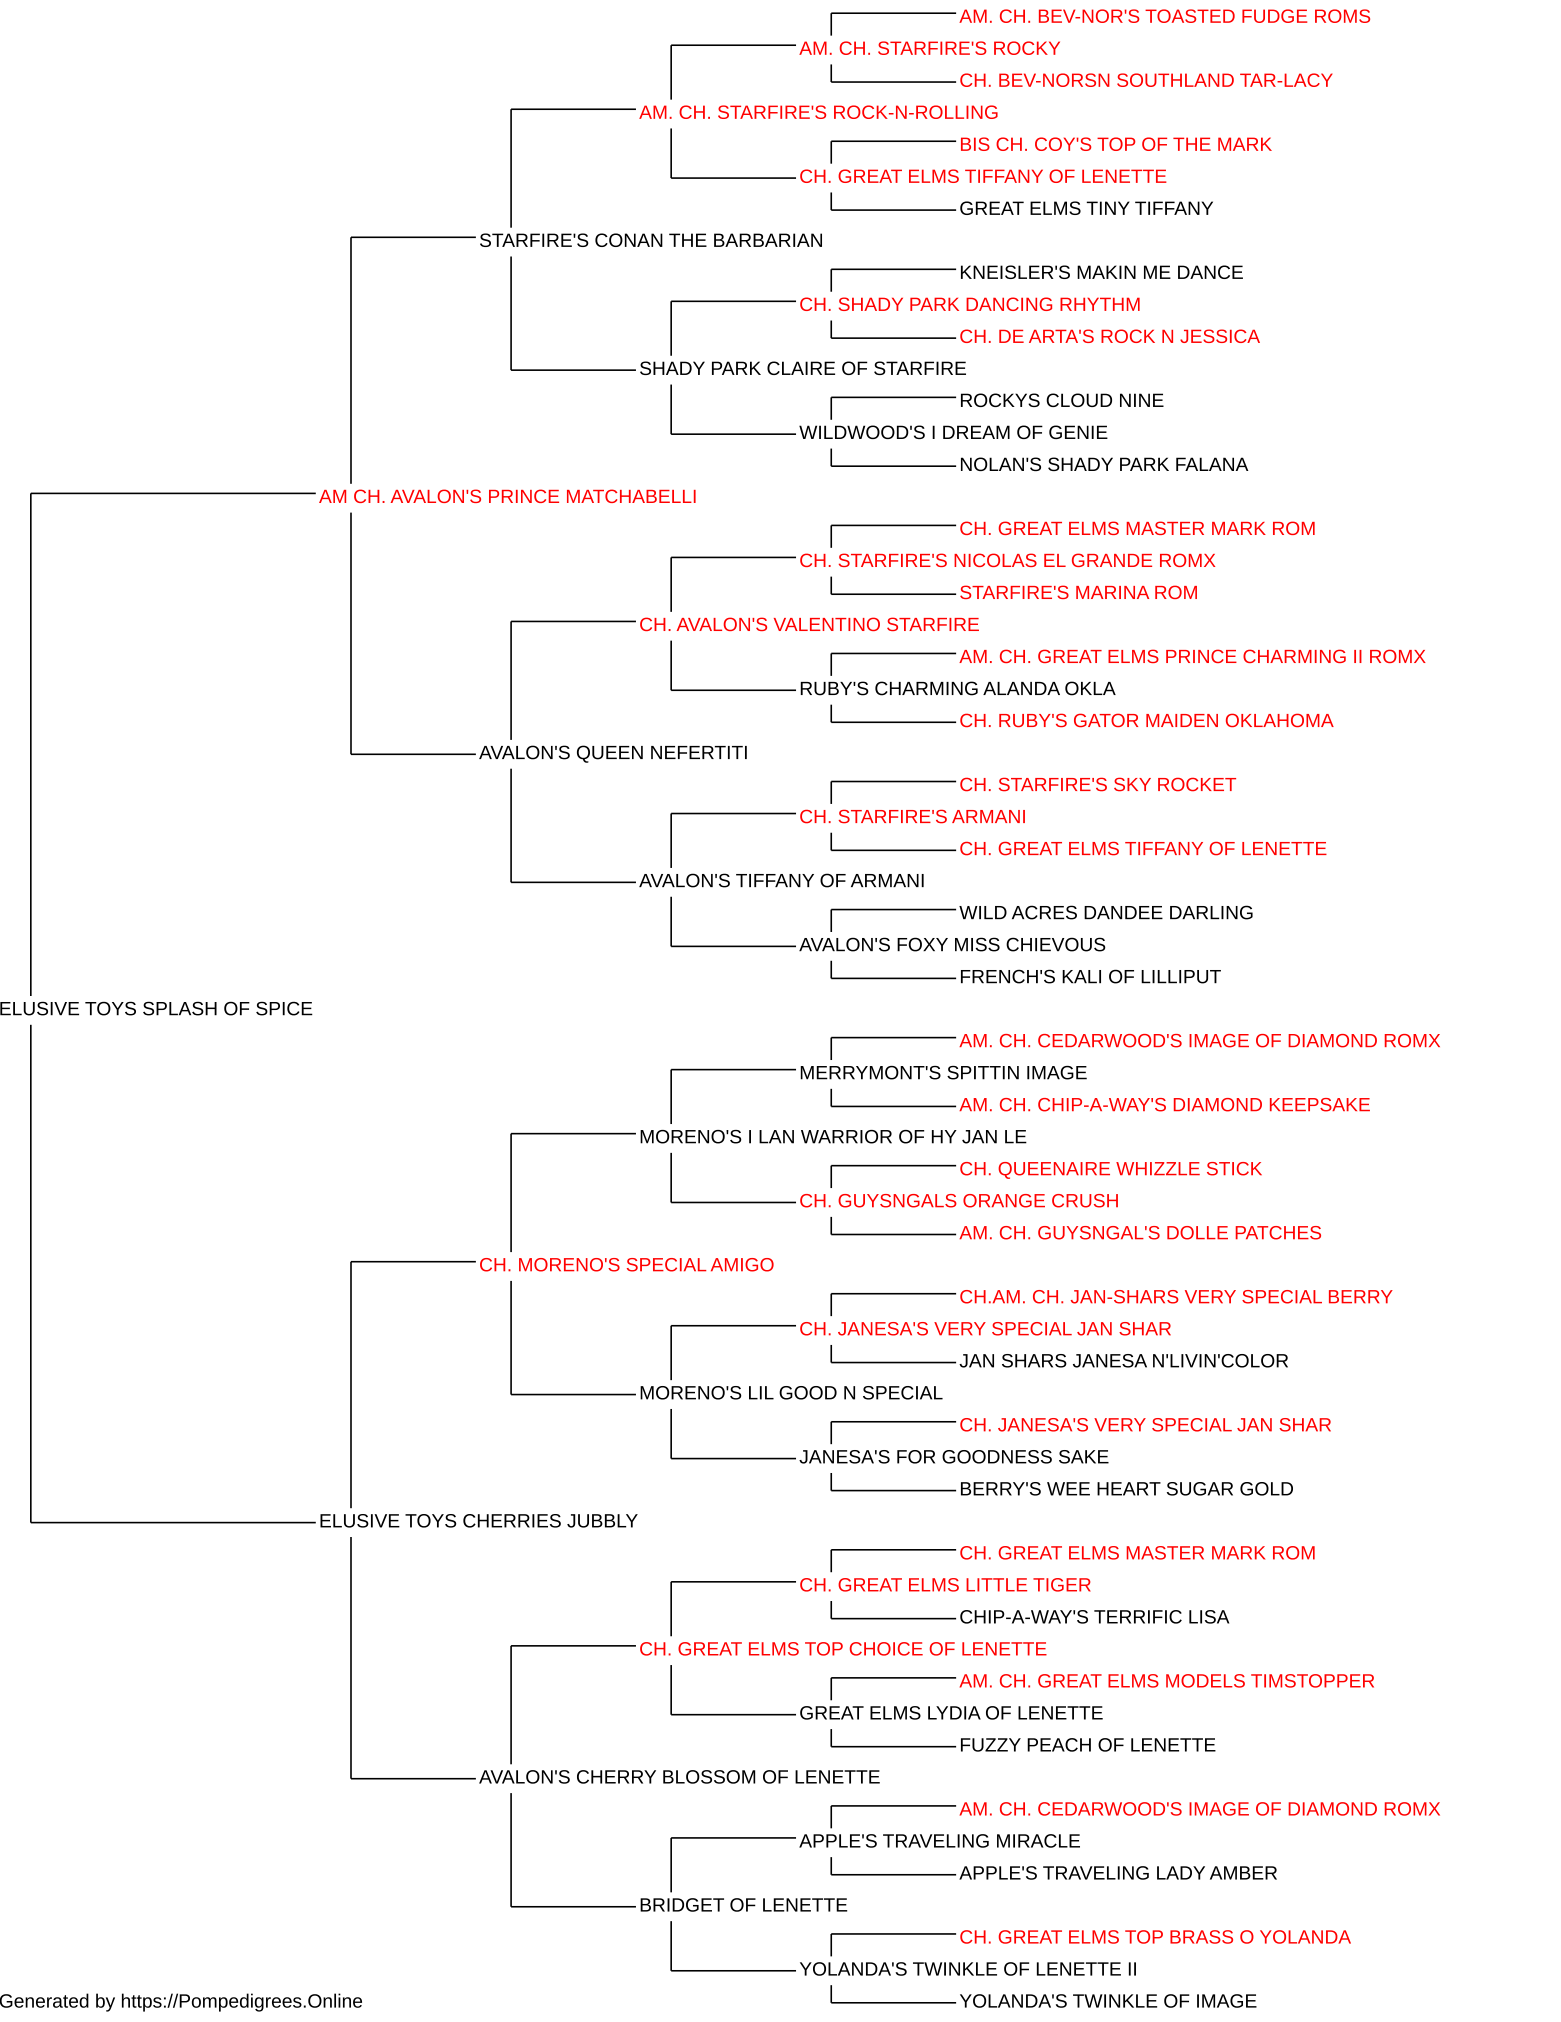 AM. CH. BEV-NOR'S TOASTED FUDGE ROMS
AM. CH. STARFIRE'S ROCKY
CH. BEV-NORSN SOUTHLAND TAR-LACY
AM. CH. STARFIRE'S ROCK-N-ROLLING
BIS CH. COY'S TOP OF THE MARK
CH. GREAT ELMS TIFFANY OF LENETTE
GREAT ELMS TINY TIFFANY
STARFIRE'S CONAN THE BARBARIAN
KNEISLER'S MAKIN ME DANCE
CH. SHADY PARK DANCING RHYTHM
CH. DE ARTA'S ROCK N JESSICA
SHADY PARK CLAIRE OF STARFIRE
ROCKYS CLOUD NINE
WILDWOOD'S I DREAM OF GENIE
NOLAN'S SHADY PARK FALANA
AM CH. AVALON'S PRINCE MATCHABELLI
CH. GREAT ELMS MASTER MARK ROM
CH. STARFIRE'S NICOLAS EL GRANDE ROMX
STARFIRE'S MARINA ROM
CH. AVALON'S VALENTINO STARFIRE
AM. CH. GREAT ELMS PRINCE CHARMING II ROMX
RUBY'S CHARMING ALANDA OKLA
CH. RUBY'S GATOR MAIDEN OKLAHOMA
AVALON'S QUEEN NEFERTITI
CH. STARFIRE'S SKY ROCKET
CH. STARFIRE'S ARMANI
CH. GREAT ELMS TIFFANY OF LENETTE
AVALON'S TIFFANY OF ARMANI
WILD ACRES DANDEE DARLING
AVALON'S FOXY MISS CHIEVOUS
FRENCH'S KALI OF LILLIPUT
ELUSIVE TOYS SPLASH OF SPICE
AM. CH. CEDARWOOD'S IMAGE OF DIAMOND ROMX
MERRYMONT'S SPITTIN IMAGE
AM. CH. CHIP-A-WAY'S DIAMOND KEEPSAKE
MORENO'S I LAN WARRIOR OF HY JAN LE
CH. QUEENAIRE WHIZZLE STICK
CH. GUYSNGALS ORANGE CRUSH
AM. CH. GUYSNGAL'S DOLLE PATCHES
CH. MORENO'S SPECIAL AMIGO
CH.AM. CH. JAN-SHARS VERY SPECIAL BERRY
CH. JANESA'S VERY SPECIAL JAN SHAR
JAN SHARS JANESA N'LIVIN'COLOR
MORENO'S LIL GOOD N SPECIAL
CH. JANESA'S VERY SPECIAL JAN SHAR
JANESA'S FOR GOODNESS SAKE
BERRY'S WEE HEART SUGAR GOLD
ELUSIVE TOYS CHERRIES JUBBLY
CH. GREAT ELMS MASTER MARK ROM
CH. GREAT ELMS LITTLE TIGER
CHIP-A-WAY'S TERRIFIC LISA
CH. GREAT ELMS TOP CHOICE OF LENETTE
AM. CH. GREAT ELMS MODELS TIMSTOPPER
GREAT ELMS LYDIA OF LENETTE
FUZZY PEACH OF LENETTE
AVALON'S CHERRY BLOSSOM OF LENETTE
AM. CH. CEDARWOOD'S IMAGE OF DIAMOND ROMX
APPLE'S TRAVELING MIRACLE
APPLE'S TRAVELING LADY AMBER
BRIDGET OF LENETTE
CH. GREAT ELMS TOP BRASS O YOLANDA
YOLANDA'S TWINKLE OF LENETTE II
YOLANDA'S TWINKLE OF IMAGE
Generated by https://Pompedigrees.Online